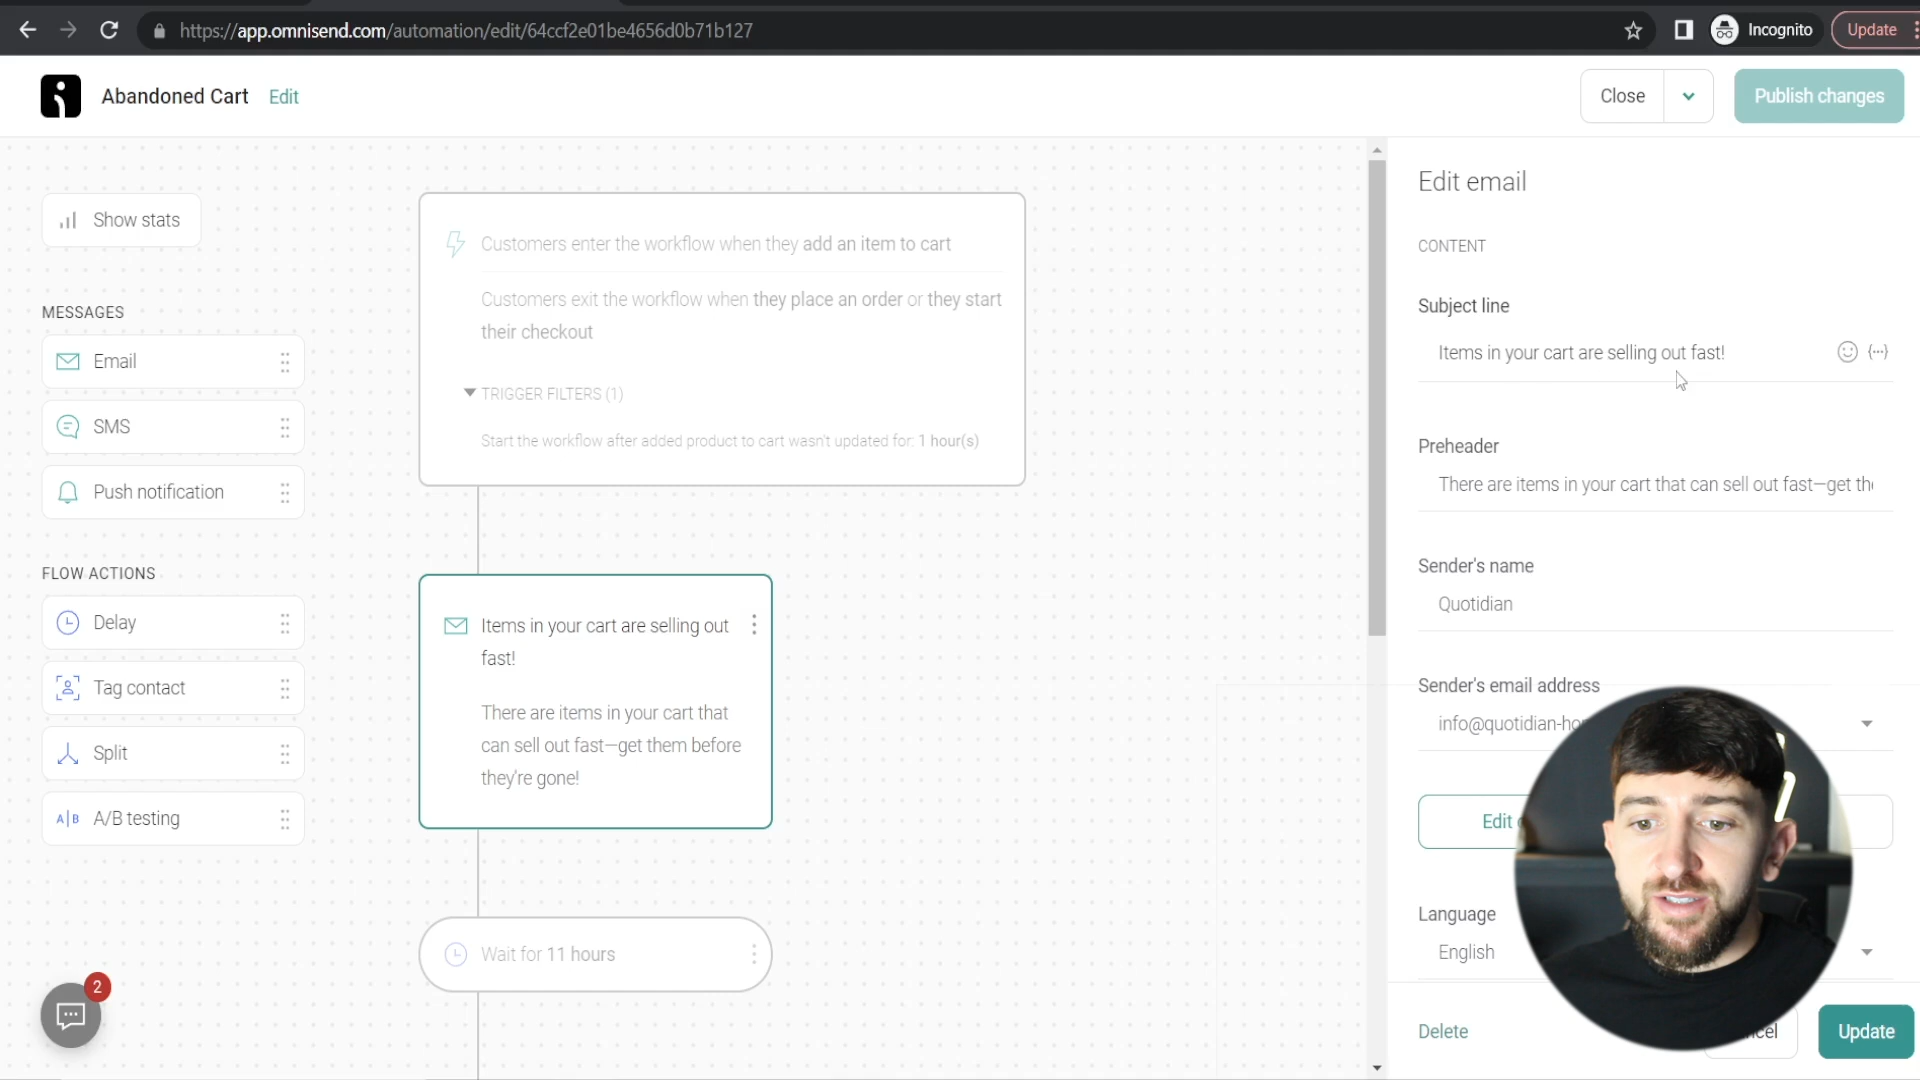 https://app.omnisend.com/automation/edit/64ccf2e01be4656d0b71b127
Incognito
Update
Abandoned Cart
Edit
Close
Publish changes
Show stats
MESSAGES
Email
SMS
Push notification
FLOW ACTIONS
Delay
Tag contact
Split
A|B
A/B testing
2
Customers enter the workflow when they add an item to cart
Customers exit the workflow when they place an order or they start
their checkout
TRIGGER FILTERS (1)
Start the workflow after added product to cart wasn't updated for: 1 hour(s)
Items in your cart are selling out
fast!
There are items in your cart that
can sell out fast—get them before
they're gone!
Wait for 11 hours
Edit email
CONTENT
Subject line
Items in your cart are selling out fast!
Preheader
There are items in your cart that can sell out fast—get the
Sender's name
Quotidian
Sender's email address
info@quotidian-ho
Edit
Language
English
Delete
Update